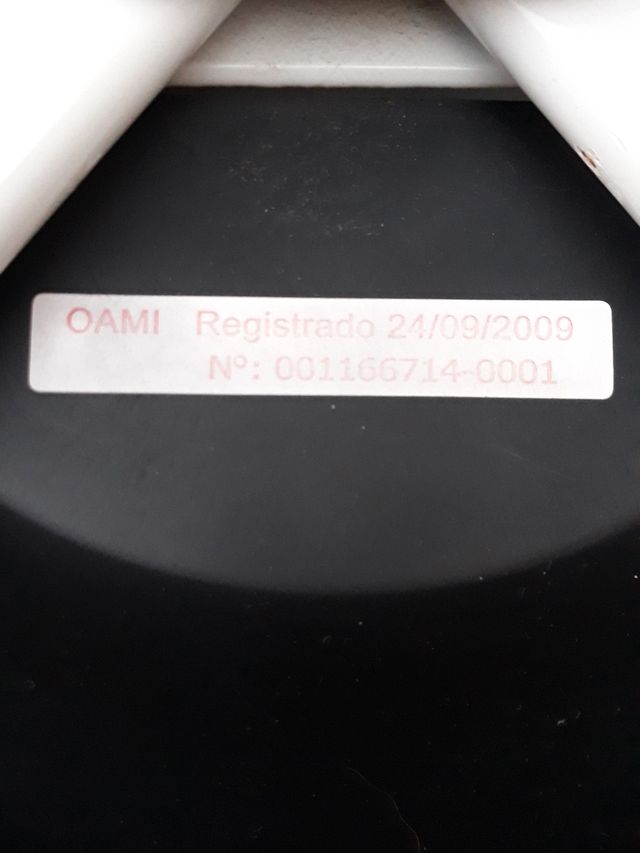 OAMI Registrado 24/09/2009
Nº: 001166714-0001